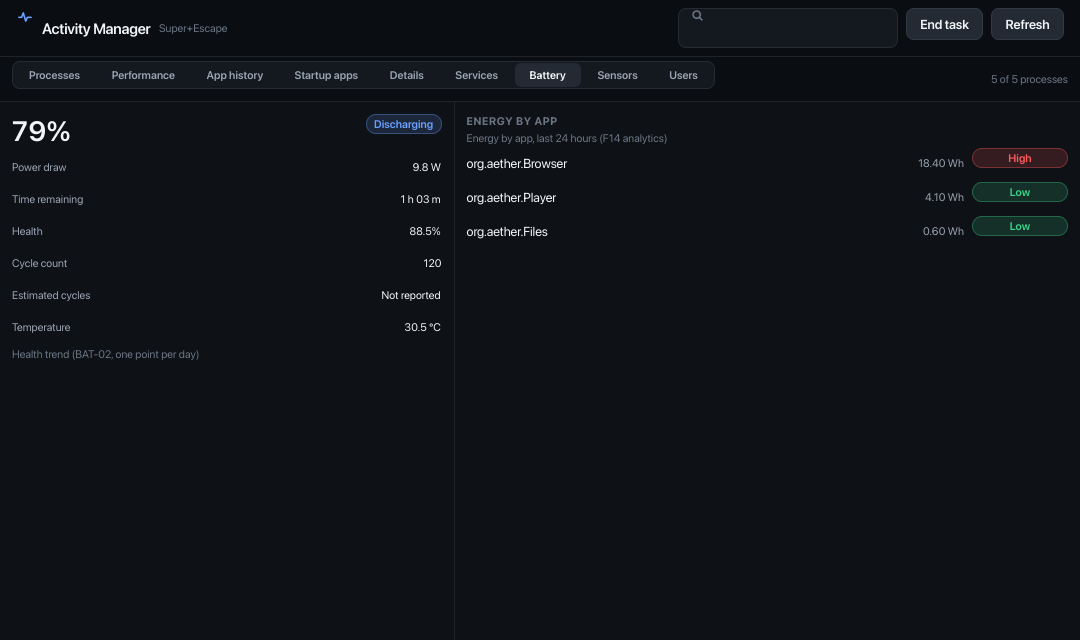 Activity Manager Super+Escape
End task
Refresh
Processes Performance App history Startup apps Details Services Battery Sensors Users
5 of 5 processes
79%
Discharging
Power draw 9.8 W
Time remaining 1 h 03 m
Health 88.5%
Cycle count 120
Estimated cycles Not reported
Temperature 30.5 °C
Health trend (BAT-02, one point per day)
ENERGY BY APP
Energy by app, last 24 hours (F14 analytics)
org.aether.Browser 18.40 Wh High
org.aether.Player 4.10 Wh Low
org.aether.Files 0.60 Wh Low